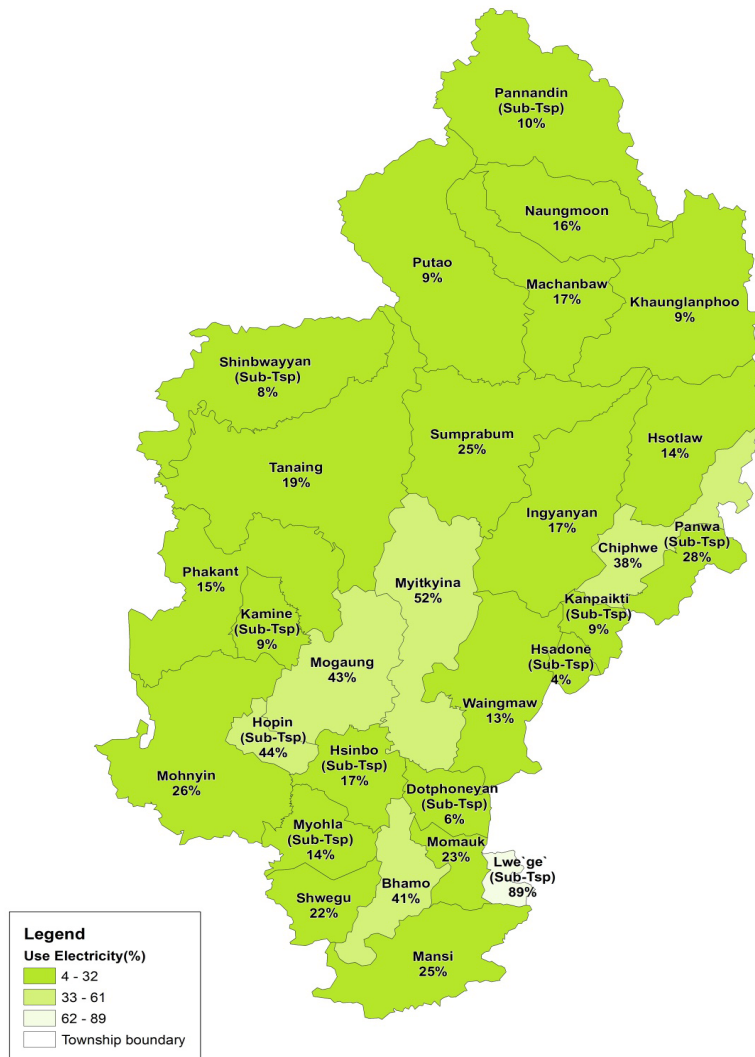 Pannandin
(Sub-Tsp)
10%
Naungmoon
16%
Putao
9%
Machanbaw
17%
Khaunglanphoo
9%
Shinbwayyan
(Sub-Tsp)
8%
Sumprabum
25%
Hsotlaw
14%
Tanaing
19%
Ingyanyan
17%
Panwa
(Sub-Tsp)
28%
Chiphwe
38%
Phakant
15%
Myitkyina
52%
Kanpaikti
(Sub-Tsp)
9%
Kamine
(Sub-Tsp)
9%
Hsadone
(Sub-Tsp)
4%
Mogaung
43%
Waingmaw
13%
Hopin
(Sub-Tsp)
44%
Hsinbo
(Sub-Tsp)
17%
Mohnyin
26%
Dotphoneyan
(Sub-Tsp)
6%
Myohla
(Sub-Tsp)
14%
Momauk
23%
Lwe`ge`
(Sub-Tsp)
89%
Bhamo
41%
Shwegu
22%
Mansi
25%
Legend
Use Electricity(%)
4 - 32
33 - 61
62 - 89
Township boundary